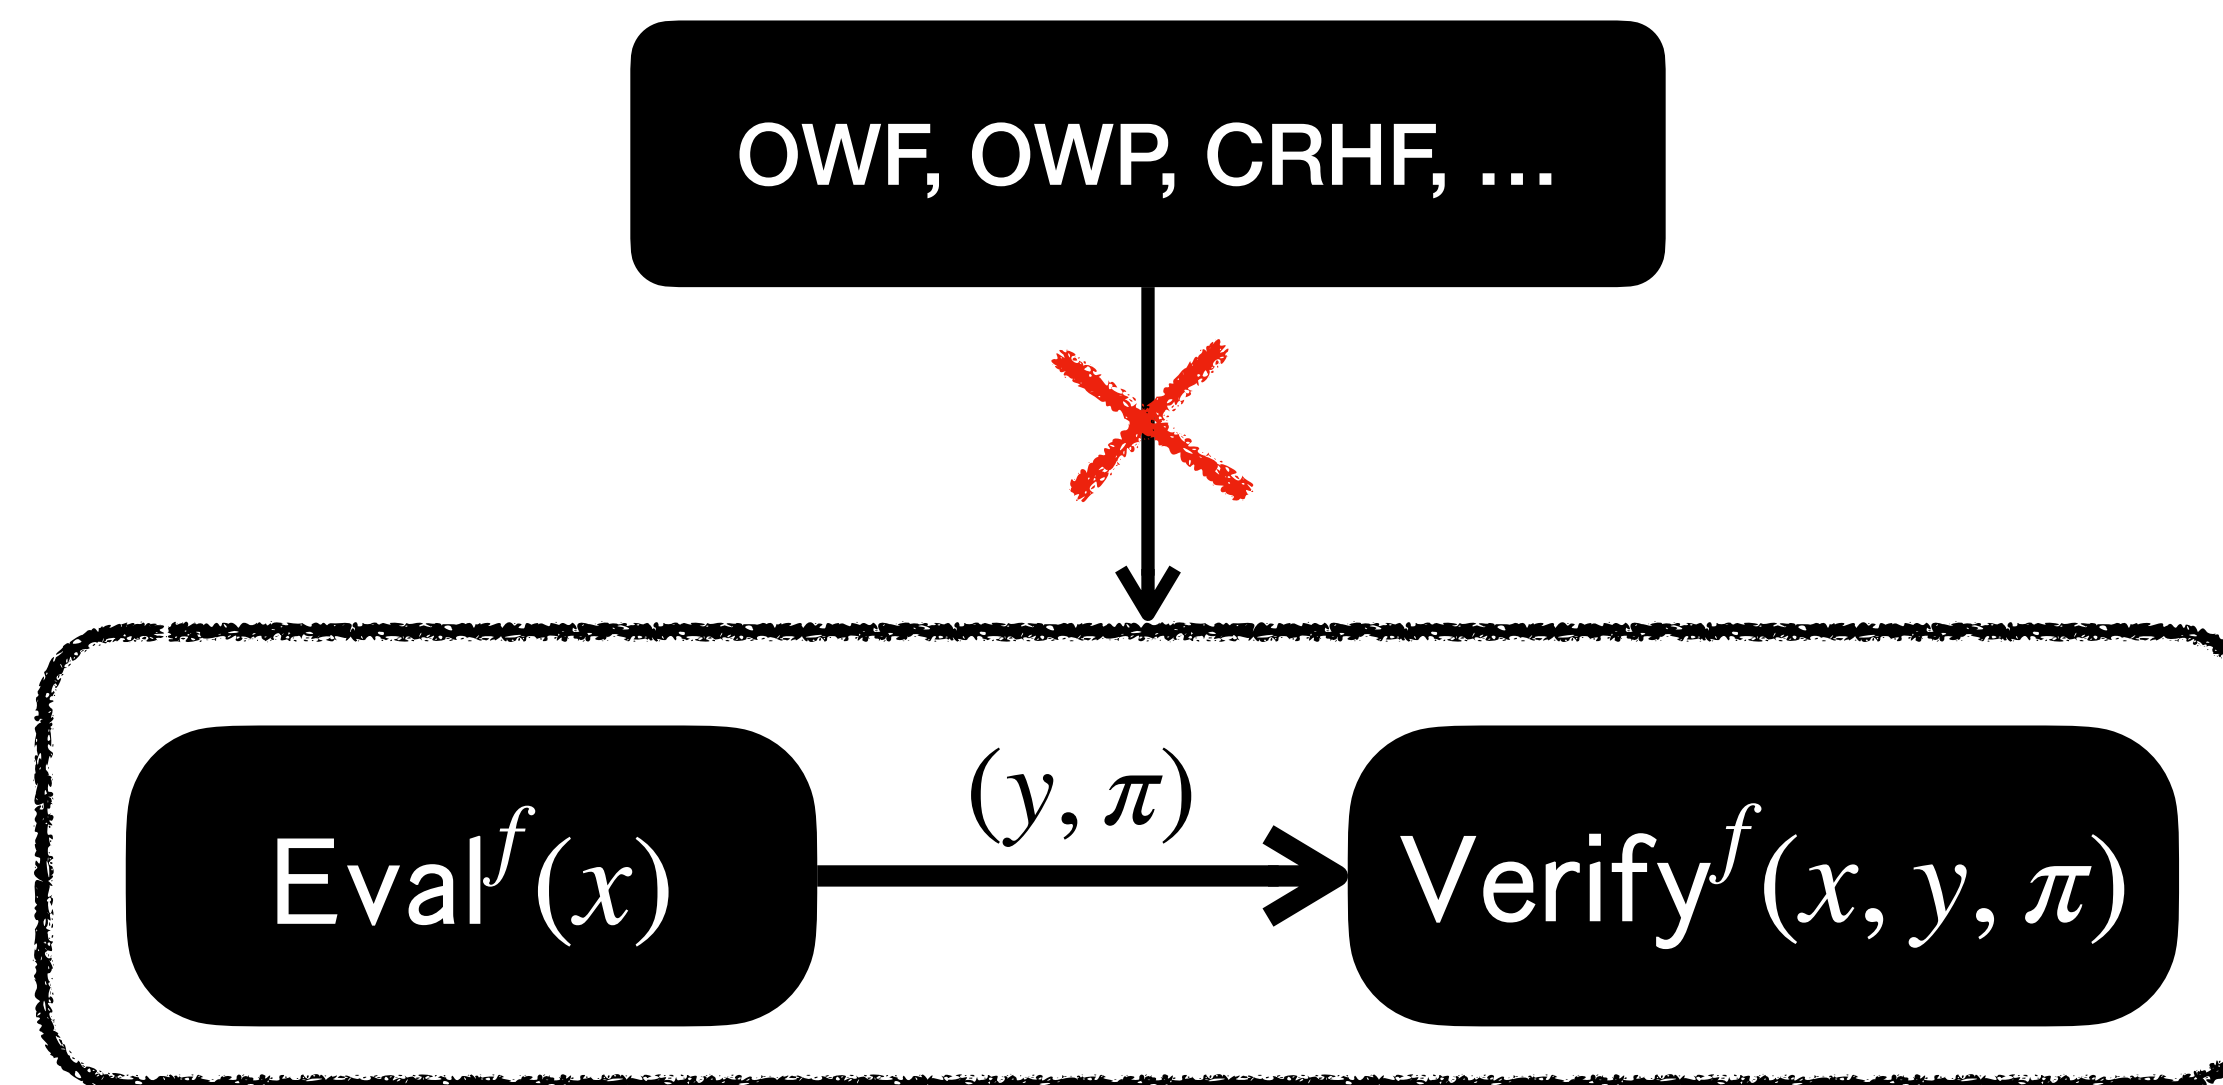 OWF, OWP, CRHF, ...
(y, π)
Eval^f(x)
Verify^f(x, y, π)